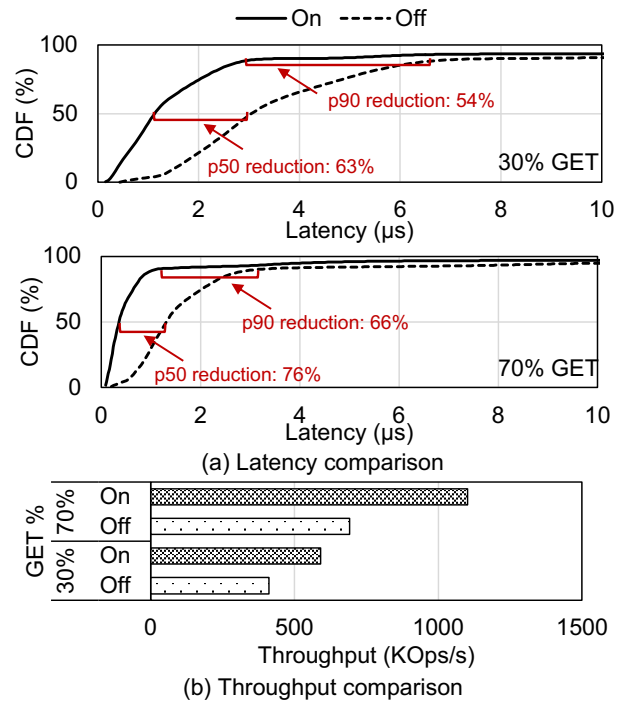 On Off
100
50
0
CDF (%)
p90 reduction: 54%
p50 reduction: 63%
30% GET
0 2 4 6 8 10
Latency (μs)
100
50
0
CDF (%)
p90 reduction: 66%
p50 reduction: 76%
70% GET
0 2 4 6 8 10
Latency (μs)
(a) Latency comparison
GET %
70%
On
Off
30%
On
Off
0 500 1000 1500
Throughput (KOps/s)
(b) Throughput comparison